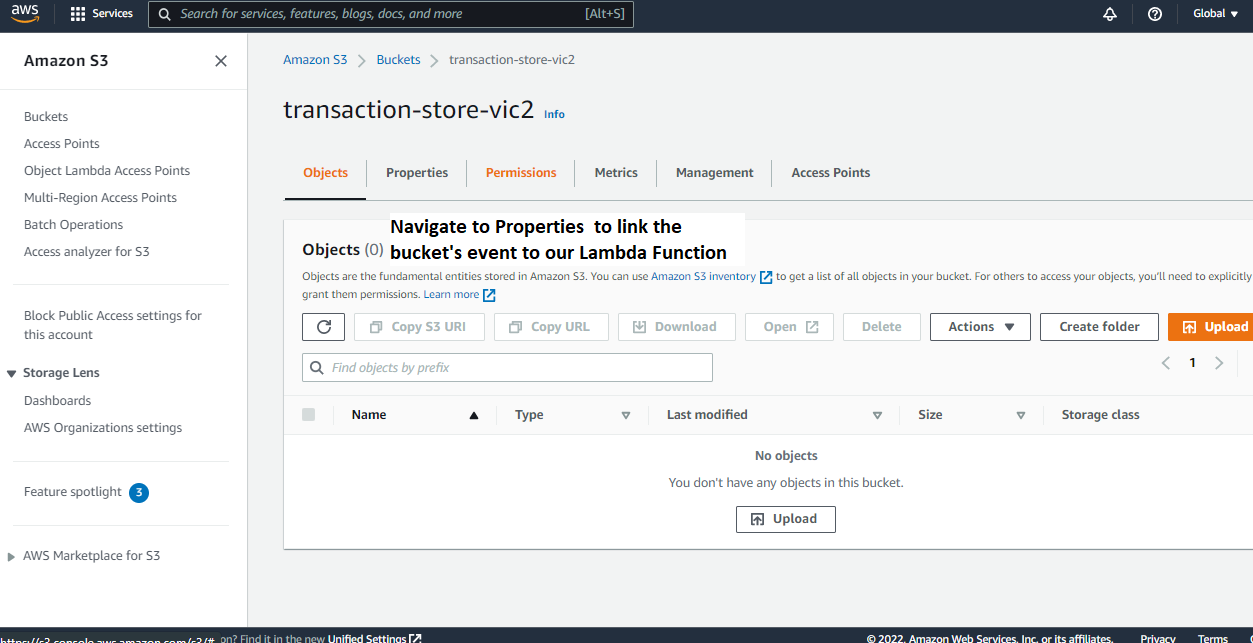 aws Services Search for services, features, blogs, docs, and more [Alt+S] Global
Amazon S3
Buckets
Access Points
Object Lambda Access Points
Multi-Region Access Points
Batch Operations
Access analyzer for S3
Block Public Access settings for
this account
Storage Lens
Dashboards
AWS Organizations settings
Feature spotlight 3
AWS Marketplace for S3
Amazon S3 Buckets transaction-store-vic2
transaction-store-vic2 Info
Objects Properties Permissions Metrics Management Access Points
Navigate to Properties to link the
bucket's event to our Lambda Function
Objects (0)
Objects are the fundamental entities stored in Amazon S3. You can use Amazon S3 inventory to get a list of all objects in your bucket. For others to access your objects, you'll need to explicitly
grant them permissions. Learn more
Copy S3 URI Copy URL Download Open Delete Actions Create folder Upload
Find objects by prefix
1
Name Type Last modified Size Storage class
No objects
You don't have any objects in this bucket.
Upload
on? Find it in the new Unified Settings © 2022, Amazon Web Services, Inc. or its affiliates. Privacy Terms